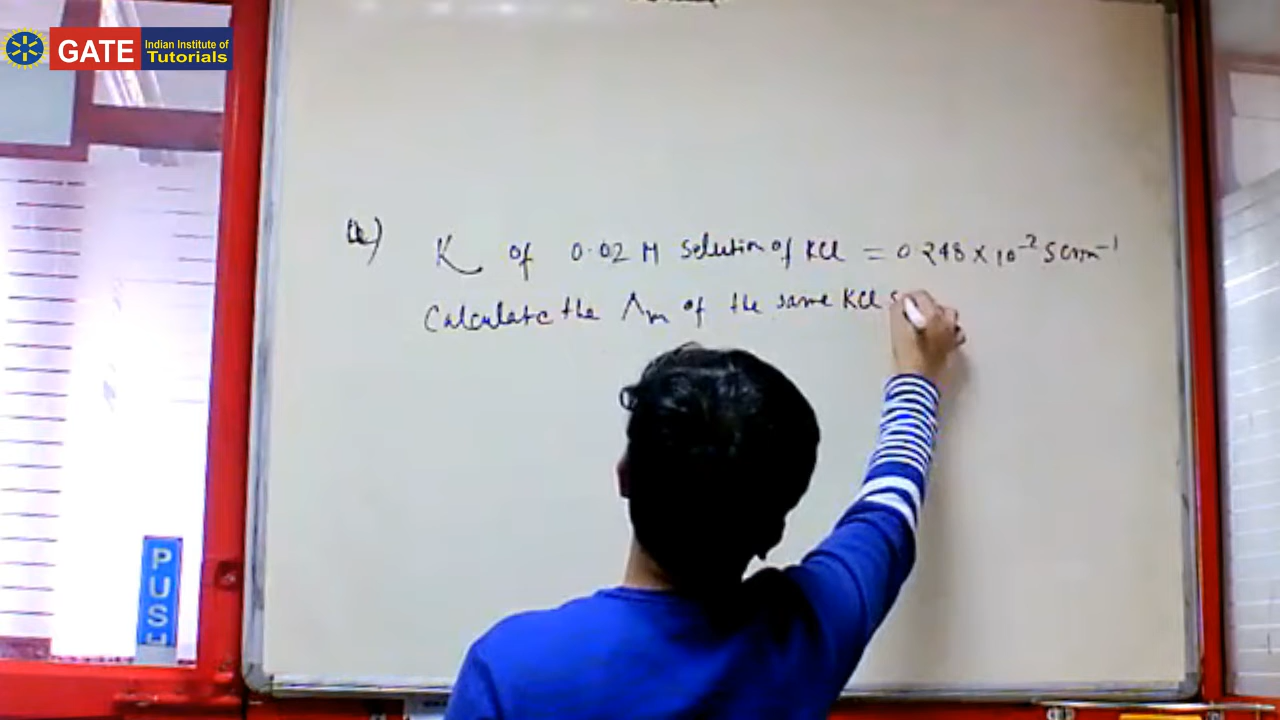 GATE
Indian Institute of
Tutorials
Q)
K of 0.02 M solution of KCl = 0.248 × 10⁻² S cm⁻¹
Calculate the Λm of the same KCl s
PUSH